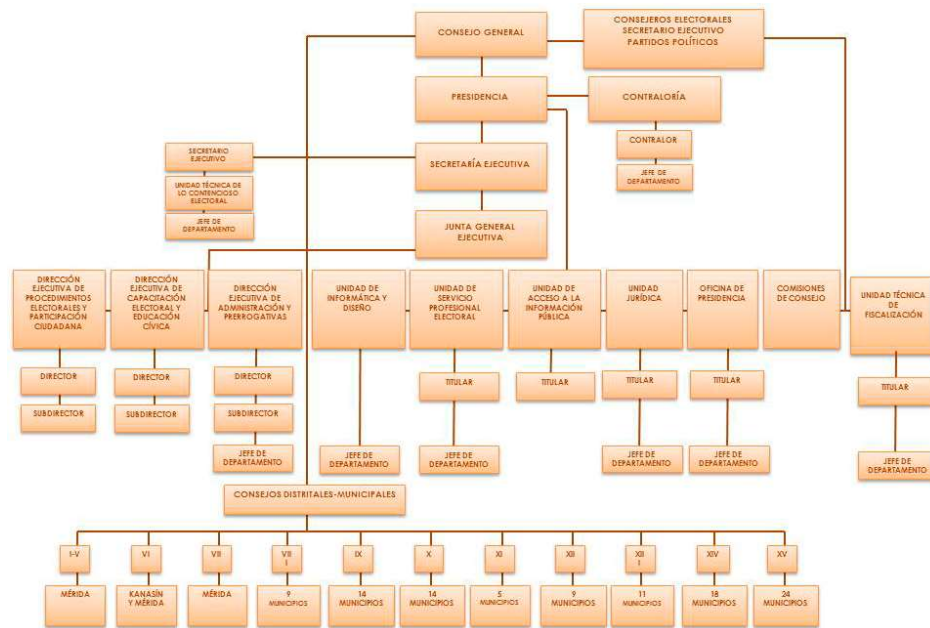 CONSEJO GENERAL
CONSEJEROS ELECTORALES
SECRETARIO EJECUTIVO
PARTIDOS POLÍTICOS
PRESIDENCIA
CONTRALORÍA
CONTRALOR
JEFE DE
DEPARTAMENTO
SECRETARIO
EJECUTIVO
UNIDAD TÉCNICA DE
LO CONTENCIOSO
ELECTORAL
JEFE DE
DEPARTAMENTO
SECRETARÍA EJECUTIVA
JUNTA GENERAL
EJECUTIVA
DIRECCIÓN
EJECUTIVA DE
PROCEDIMIENTOS
ELECTORALES Y
PARTICIPACIÓN
CIUDADANA
DIRECTOR
SUBDIRECTOR
DIRECCIÓN
EJECUTIVA DE
CAPACITACIÓN
ELECTORAL Y
EDUCACIÓN
CÍVICA
DIRECTOR
SUBDIRECTOR
DIRECCIÓN
EJECUTIVA DE
ADMINISTRACIÓN Y
PRERROGATIVAS
DIRECTOR
SUBDIRECTOR
JEFE DE
DEPARTAMENTO
UNIDAD DE
INFORMÁTICA Y
DISEÑO
JEFE DE
DEPARTAMENTO
UNIDAD DE
SERVICIO
PROFESIONAL
ELECTORAL
TITULAR
JEFE DE
DEPARTAMENTO
UNIDAD DE
ACCESO A LA
INFORMACIÓN
PÚBLICA
TITULAR
UNIDAD
JURÍDICA
TITULAR
JEFE DE
DEPARTAMENTO
OFICINA DE
PRESIDENCIA
TITULAR
JEFE DE
DEPARTAMENTO
COMISIONES
DE CONSEJO
UNIDAD TÉCNICA
DE
FISCALIZACIÓN
TITULAR
JEFE DE
DEPARTAMENTO
CONSEJOS DISTRITALES-MUNICIPALES
I-V
MÉRIDA
VI
KANASÍN
Y MÉRIDA
VII
MÉRIDA
VII
I
9
MUNICIPIOS
IX
14
MUNICIPIOS
X
14
MUNICIPIOS
XI
5
MUNICIPIOS
XII
9
MUNICIPIOS
XII
I
11
MUNICIPIOS
XIV
18
MUNICIPIOS
XV
24
MUNICIPIOS